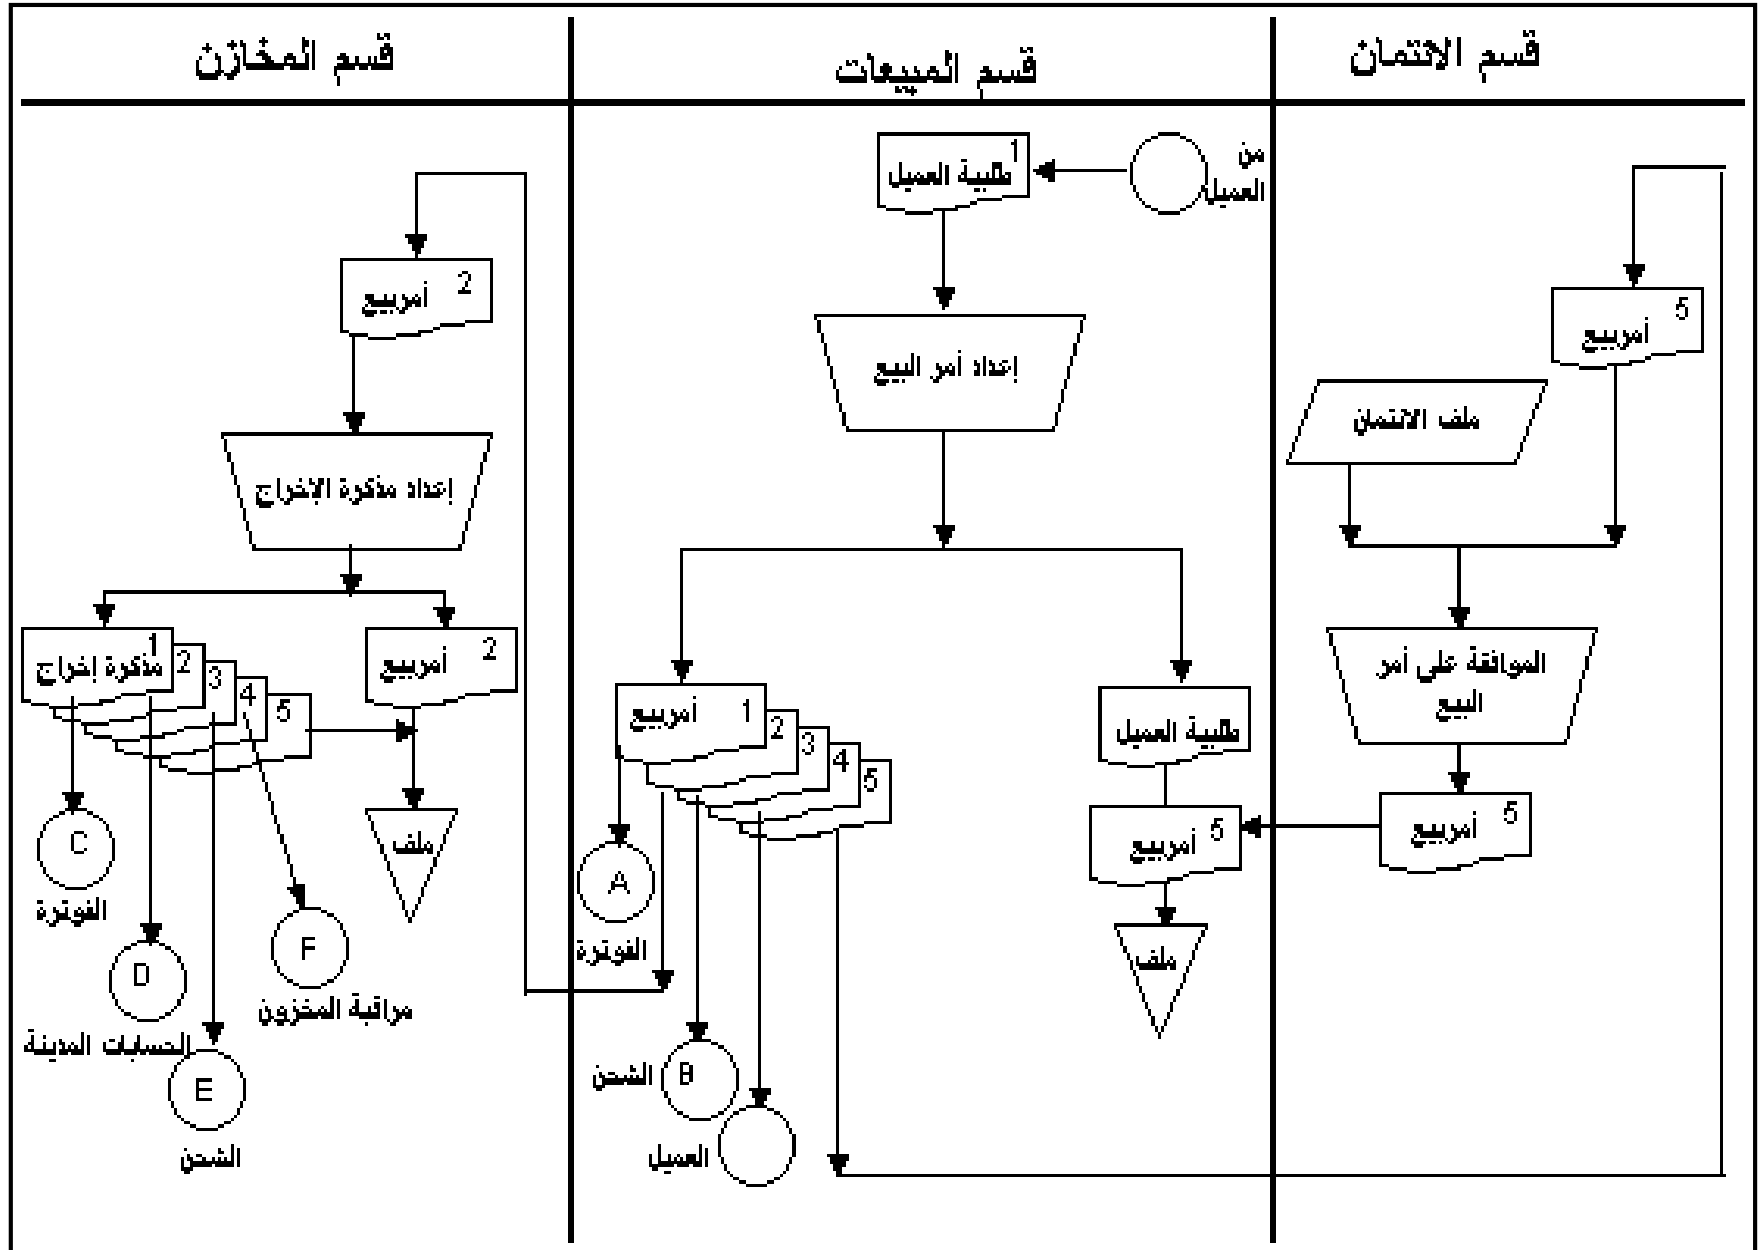 قسم الائتمان
قسم المبيعات
قسم المخازن
من
العميل
طلبية العميل 1
إعداد أمر البيع
أمربيع 1
2
3
4
5
طلبية العميل
أمربيع 5
ملف
A
الفوترة
B
الشحن
العميل
أمربيع 5
ملف الائتمان
الموافقة على أمر
البيع
أمربيع 5
أمربيع 2
إعداد مذكرة الإخراج
مذكرة إخراج 1
2
3
4
5
أمربيع 2
ملف
C
الفوترة
D
الحسابات المدينة
E
الشحن
F
مراقبة المخزون